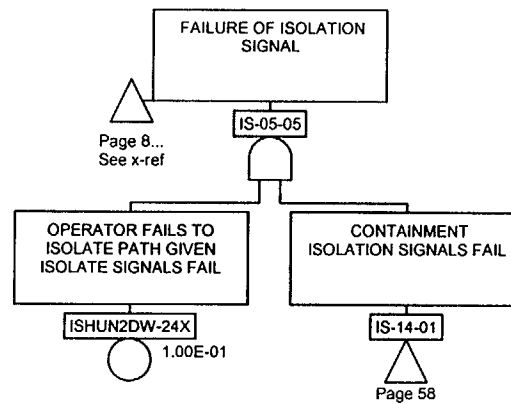 FAILURE OF ISOLATION
SIGNAL
IS-05-05
Page 8...
See x-ref
OPERATOR FAILS TO
ISOLATE PATH GIVEN
ISOLATE SIGNALS FAIL
ISHUN2DW-24X
1.00E-01
CONTAINMENT
ISOLATION SIGNALS FAIL
IS-14-01
Page 58